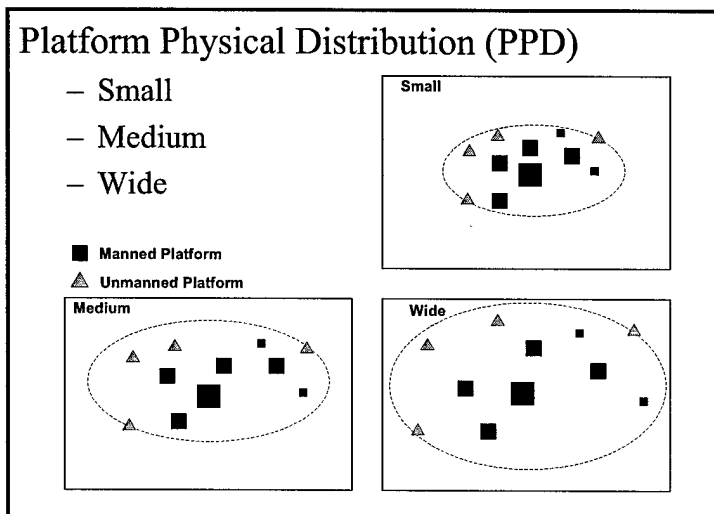 Platform Physical Distribution (PPD)
– Small
– Medium
– Wide
Small
Manned Platform
Unmanned Platform
Medium
Wide